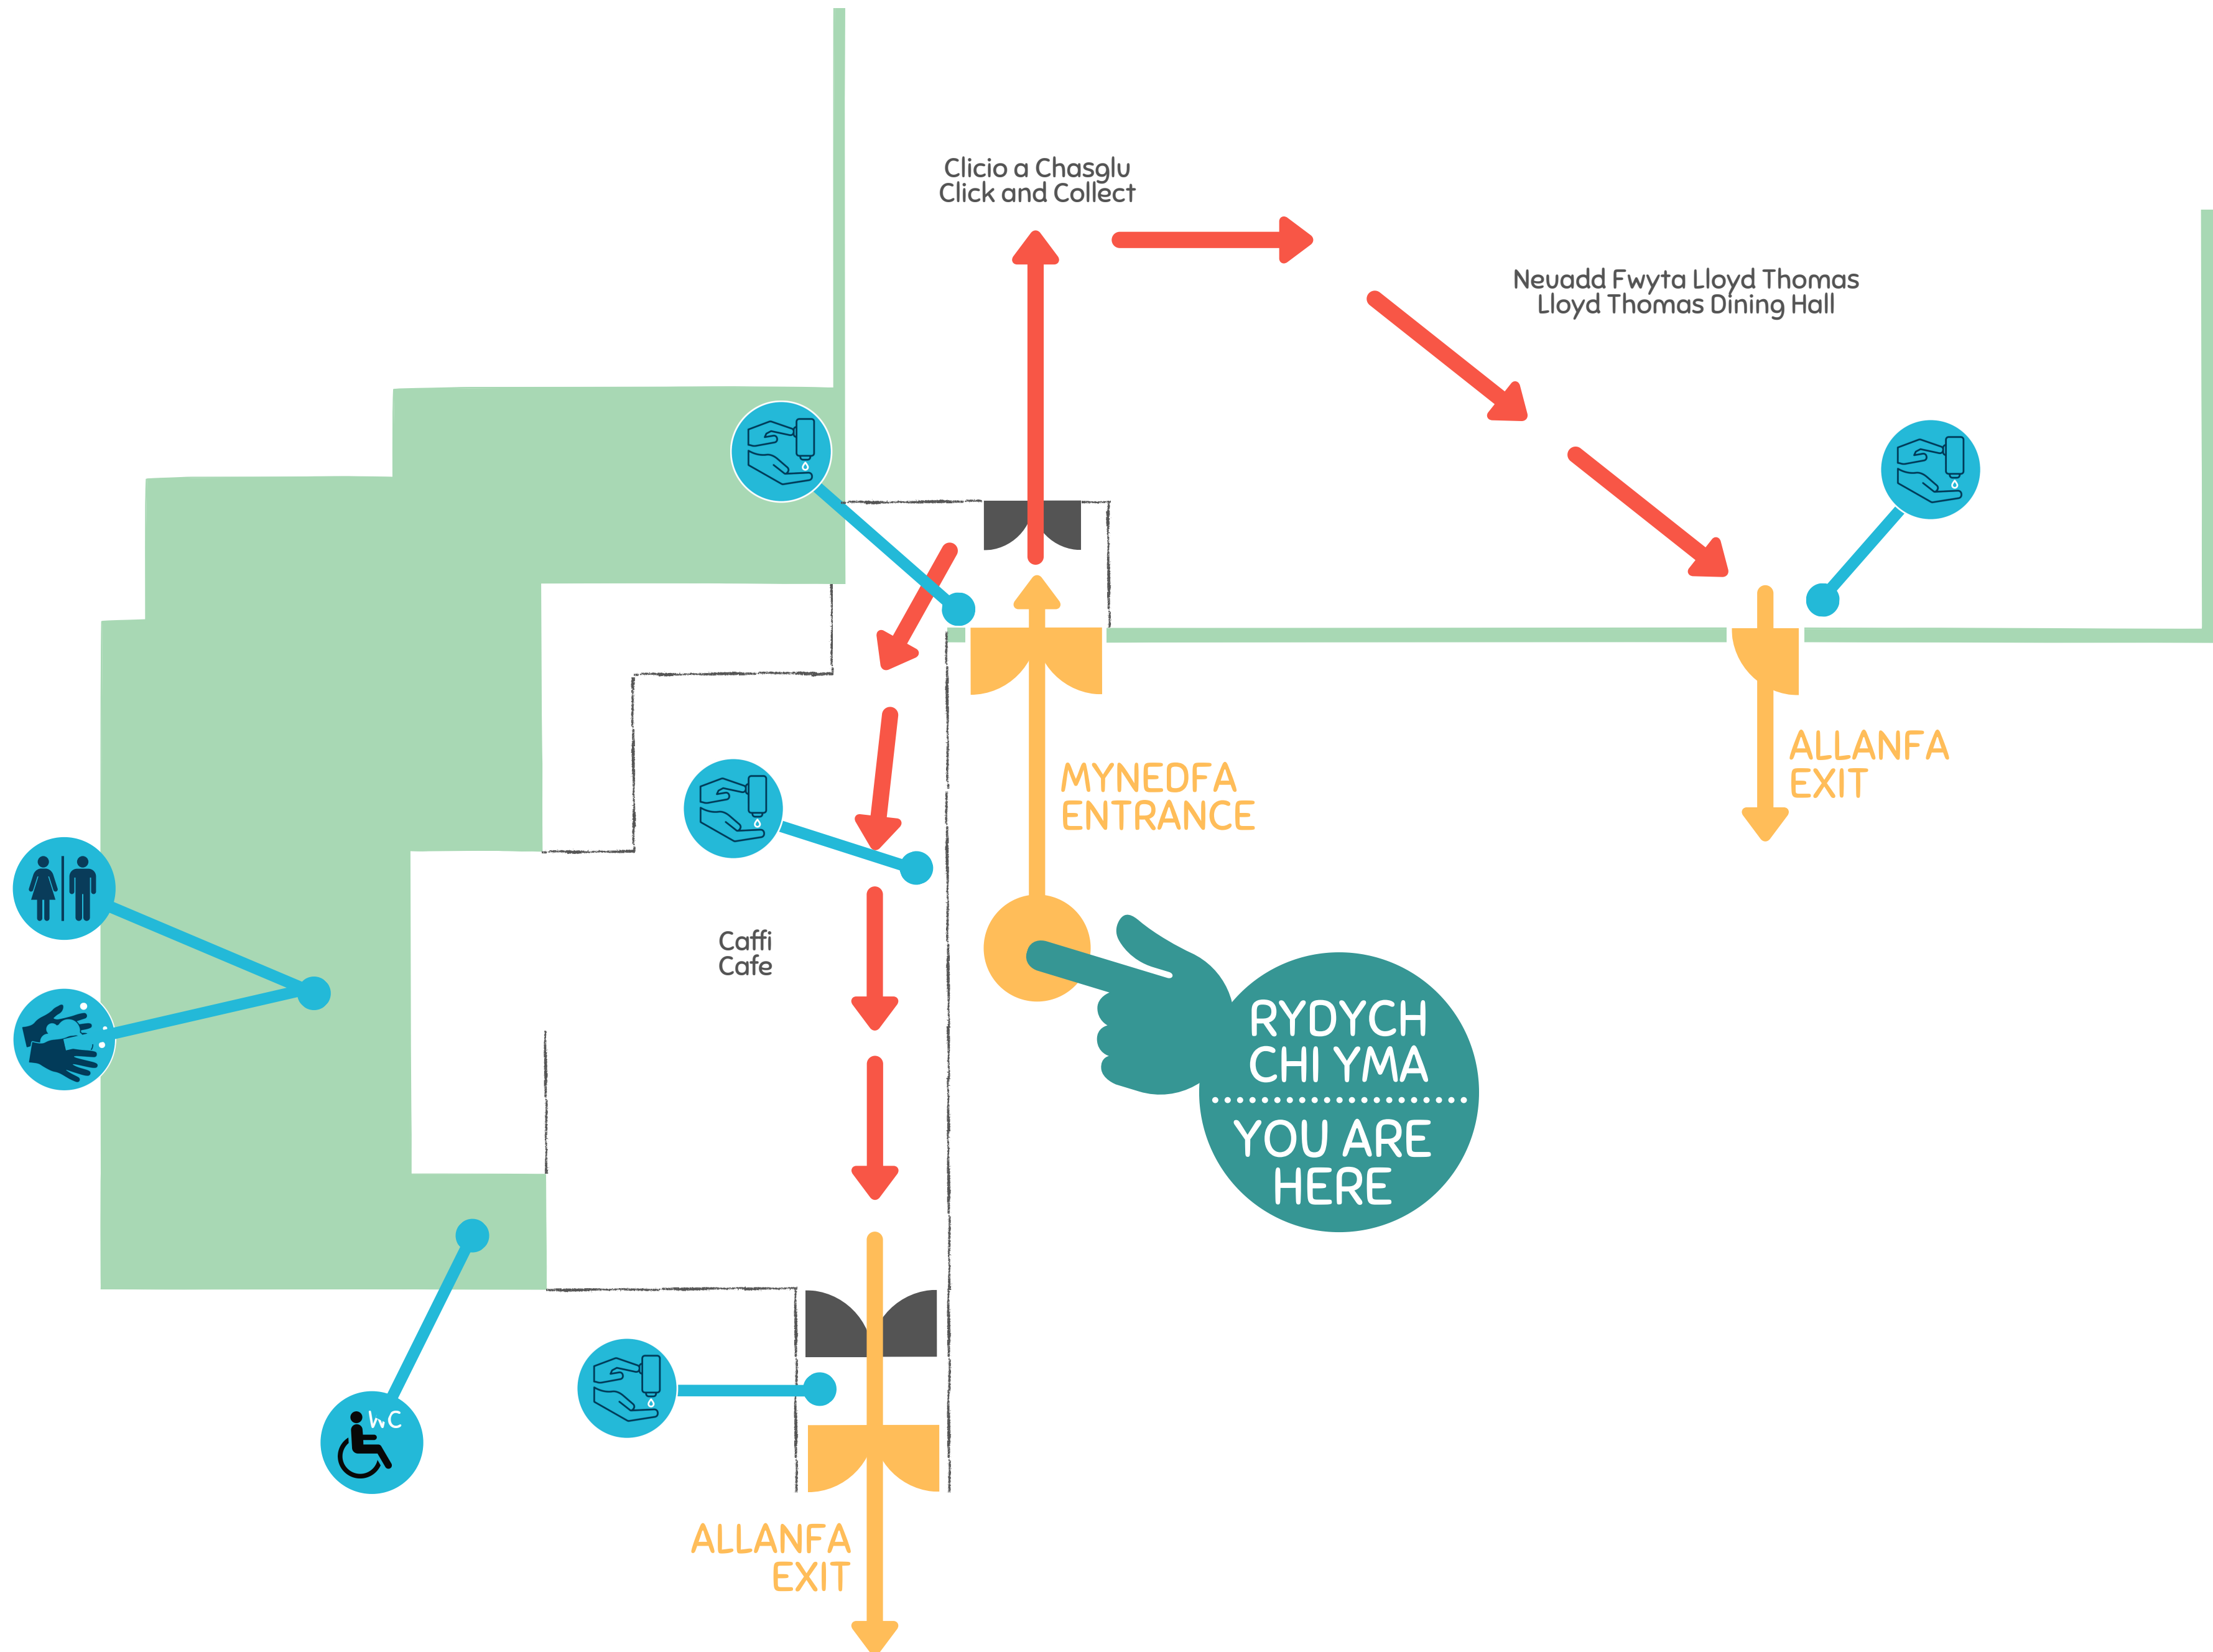 Clicio a Chasglu
Click and Collect
Neuadd Fwyta Lloyd Thomas
Lloyd Thomas Dining Hall
ALLANFA
EXIT
MYNEDFA
ENTRANCE
Caffi
Cafe
RYDYCH
CHI YMA
YOU ARE
HERE
WC
ALLANFA
EXIT